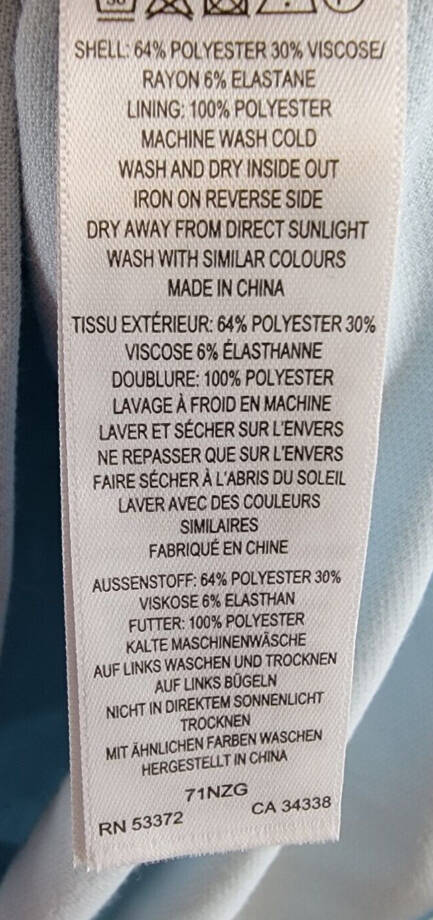 30
SHELL: 64% POLYESTER 30% VISCOSE/
RAYON 6% ELASTANE
LINING: 100% POLYESTER
MACHINE WASH COLD
WASH AND DRY INSIDE OUT
IRON ON REVERSE SIDE
DRY AWAY FROM DIRECT SUNLIGHT
WASH WITH SIMILAR COLOURS
MADE IN CHINA
TISSU EXTÉRIEUR: 64% POLYESTER 30%
VISCOSE 6% ÉLASTHANNE
DOUBLURE: 100% POLYESTER
LAVAGE À FROID EN MACHINE
LAVER ET SÉCHER SUR L'ENVERS
NE REPASSER QUE SUR L'ENVERS
FAIRE SÉCHER À L'ABRIS DU SOLEIL
LAVER AVEC DES COULEURS
SIMILAIRES
FABRIQUÉ EN CHINE
AUSSENSTOFF: 64% POLYESTER 30%
VISKOSE 6% ELASTHAN
FUTTER: 100% POLYESTER
KALTE MASCHINENWÄSCHE
AUF LINKS WASCHEN UND TROCKNEN
AUF LINKS BÜGELN
NICHT IN DIREKTEM SONNENLICHT
TROCKNEN
MIT ÄHNLICHEN FARBEN WASCHEN
HERGESTELLT IN CHINA
71NZG
RN 53372 CA 34338